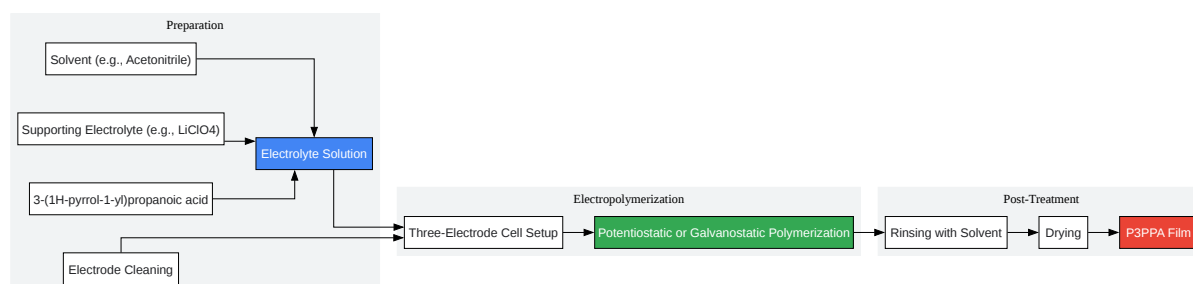 Preparation
Solvent (e.g., Acetonitrile)
Supporting Electrolyte (e.g., LiClO4)
Electrolyte Solution
3-(1H-pyrrol-1-yl)propanoic acid
Electrode Cleaning
Electropolymerization
Three-Electrode Cell Setup
Potentiostatic or Galvanostatic Polymerization
Post-Treatment
Rinsing with Solvent
Drying
P3PPA Film